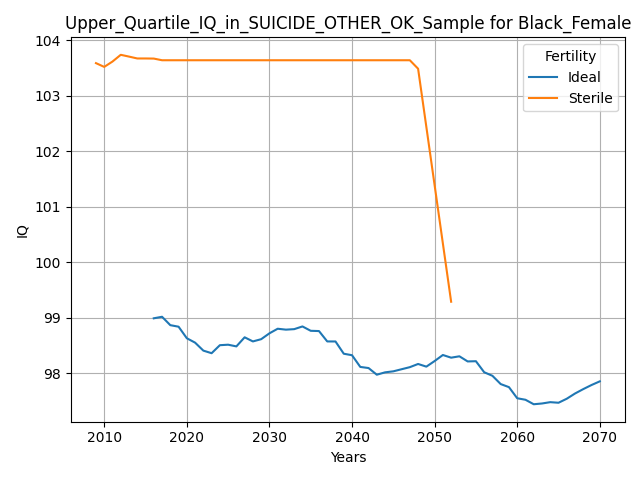 Upper_Quartile_IQ_in_SUICIDE_OTHER_OK_Sample for Black_Female
104
103
102
101
100
99
98
IQ
Fertility
Ideal
Sterile
2010 2020 2030 2040 2050 2060 2070
Years